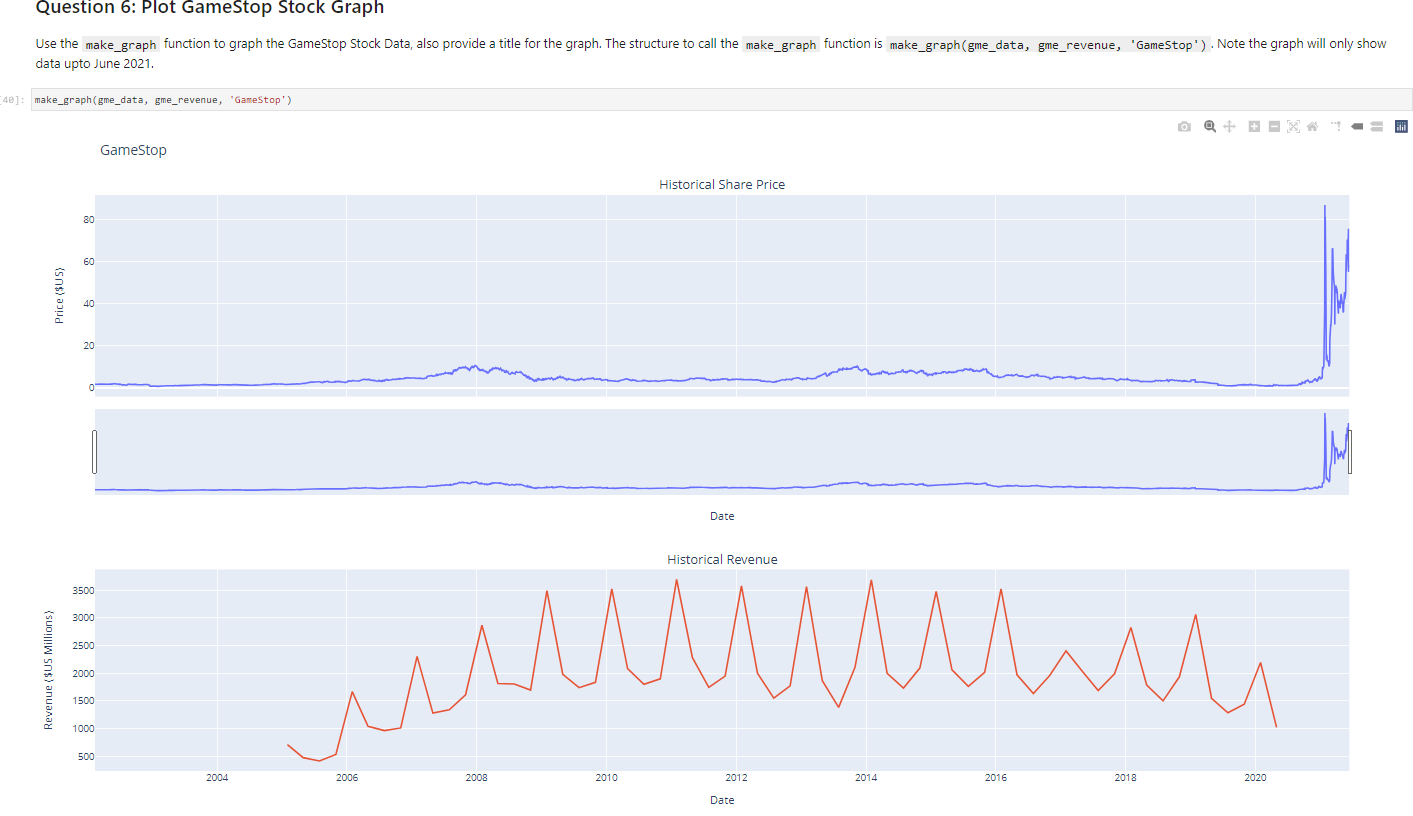 Question 6: Plot GameStop Stock Graph
Use the make_graph function to graph the GameStop Stock Data, also provide a title for the graph. The structure to call the make_graph function is make_graph(gme_data, gme_revenue, 'GameStop'). Note the graph will only show
data upto June 2021.
[40]: make_graph(gme_data, gme_revenue, 'GameStop')
GameStop
Historical Share Price
80
60
40
20
0
Price ($US)
Date
Historical Revenue
3500
3000
2500
2000
1500
1000
500
Revenue ($US Millions)
2004 2006 2008 2010 2012 2014 2016 2018 2020
Date